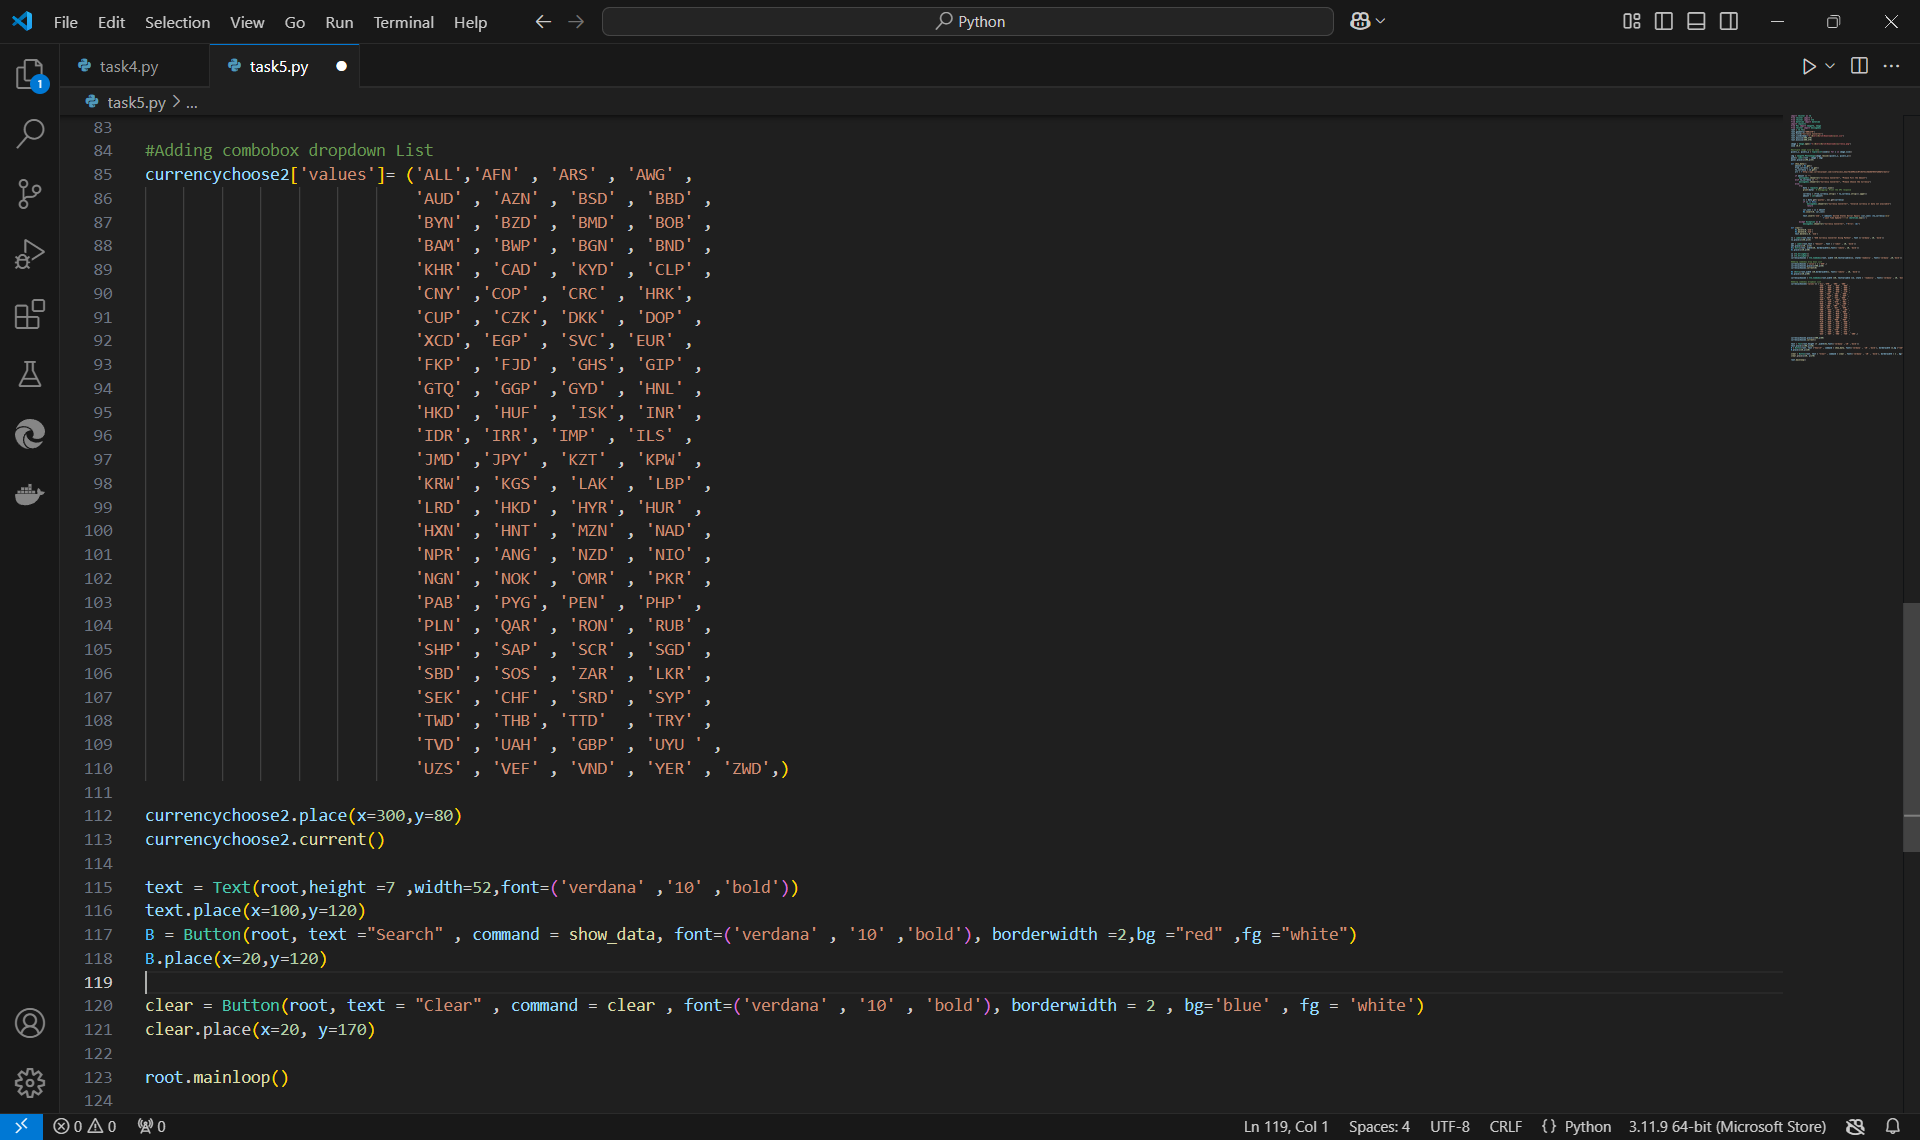 File Edit Selection View Go Run Terminal Help Python
task4.py task5.py
task5.py > ...
1
83
84 #Adding combobox dropdown List
85 currencychoose2['values']= ('ALL','AFN' , 'ARS' , 'AWG' ,
86 'AUD' , 'AZN' , 'BSD' , 'BBD' ,
87 'BYN' , 'BZD' , 'BMD' , 'BOB' ,
88 'BAM' , 'BWP' , 'BGN' , 'BND' ,
89 'KHR' , 'CAD' , 'KYD' , 'CLP' ,
90 'CNY' ,'COP' , 'CRC' , 'HRK',
91 'CUP' , 'CZK', 'DKK' , 'DOP' ,
92 'XCD', 'EGP' , 'SVC', 'EUR' ,
93 'FKP' , 'FJD' , 'GHS', 'GIP' ,
94 'GTQ' , 'GGP' ,'GYD' , 'HNL' ,
95 'HKD' , 'HUF' , 'ISK', 'INR' ,
96 'IDR', 'IRR', 'IMP' , 'ILS' ,
97 'JMD' ,'JPY' , 'KZT' , 'KPW' ,
98 'KRW' , 'KGS' , 'LAK' , 'LBP' ,
99 'LRD' , 'HKD' , 'HYR', 'HUR' ,
100 'HXN' , 'HNT' , 'MZN' , 'NAD' ,
101 'NPR' , 'ANG' , 'NZD' , 'NIO' ,
102 'NGN' , 'NOK' , 'OMR' , 'PKR' ,
103 'PAB' , 'PYG', 'PEN' , 'PHP' ,
104 'PLN' , 'QAR' , 'RON' , 'RUB' ,
105 'SHP' , 'SAP' , 'SCR' , 'SGD' ,
106 'SBD' , 'SOS' , 'ZAR' , 'LKR' ,
107 'SEK' , 'CHF' , 'SRD' , 'SYP' ,
108 'TWD' , 'THB', 'TTD'  , 'TRY' ,
109 'TVD' , 'UAH' , 'GBP' , 'UYU ' ,
110 'UZS' , 'VEF' , 'VND' , 'YER' , 'ZWD',)
111
112 currencychoose2.place(x=300,y=80)
113 currencychoose2.current()
114
115 text = Text(root,height =7 ,width=52,font=('verdana' ,'10' ,'bold'))
116 text.place(x=100,y=120)
117 B = Button(root, text ="Search" , command = show_data, font=('verdana' , '10' ,'bold'), borderwidth =2,bg ="red" ,fg ="white")
118 B.place(x=20,y=120)
119
120 clear = Button(root, text = "Clear" , command = clear , font=('verdana' , '10' , 'bold'), borderwidth = 2 , bg='blue' , fg = 'white')
121 clear.place(x=20, y=170)
122
123 root.mainloop()
124
0 0 0 Ln 119, Col 1 Spaces: 4 UTF-8 CRLF {} Python 3.11.9 64-bit (Microsoft Store)